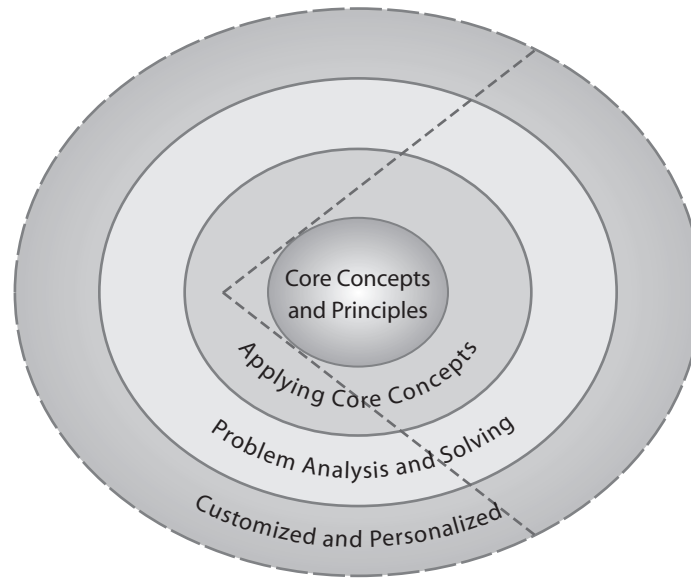 Core Concepts
and Principles
Applying Core Concepts
Problem Analysis and Solving
Customized and Personalized